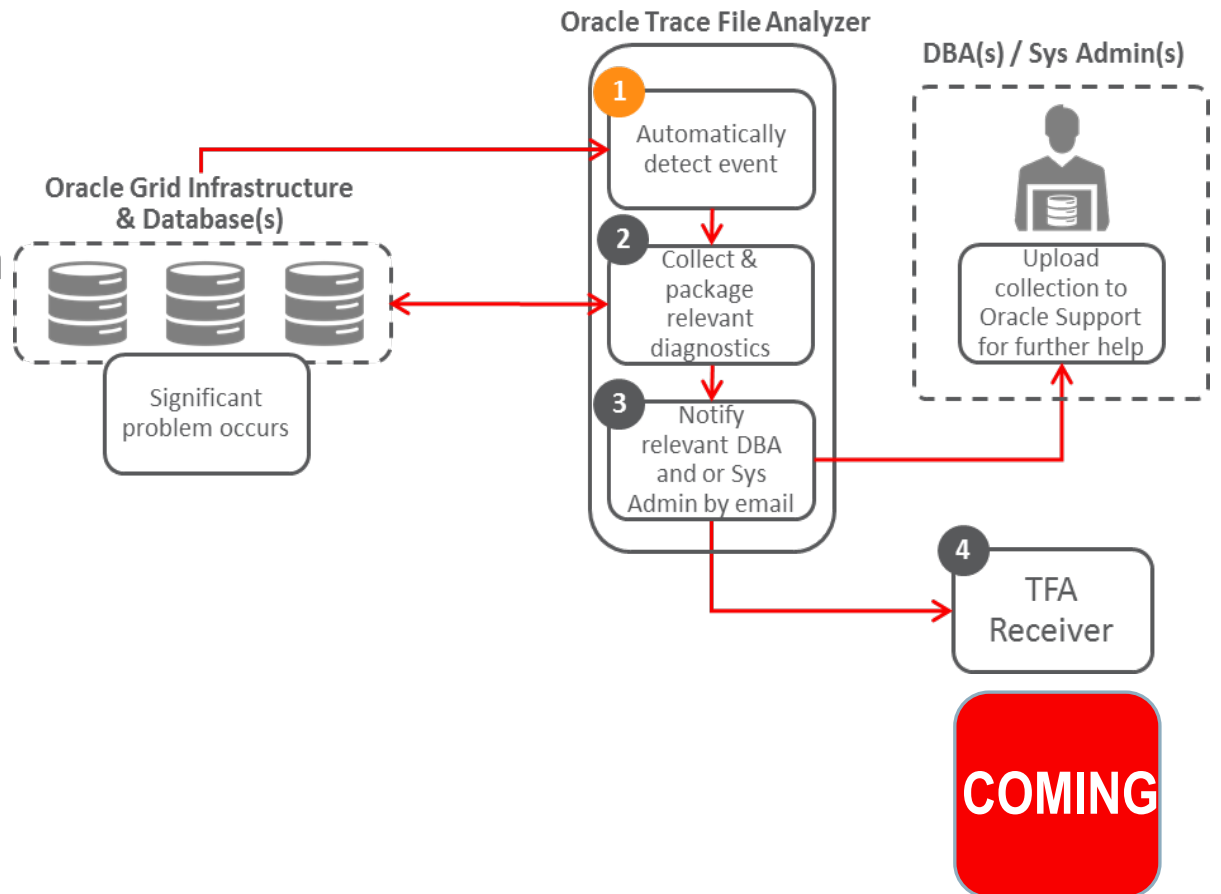 Oracle Trace File Analyzer
DBA(s) / Sys Admin(s)
1
Automatically
detect event
Oracle Grid Infrastructure
& Database(s)
2
Collect &
package
relevant
diagnostics
Upload
collection to
Oracle Support
for further help
Significant
problem occurs
3
Notify
relevant DBA
and or Sys
Admin by email
4
TFA
Receiver
COMING